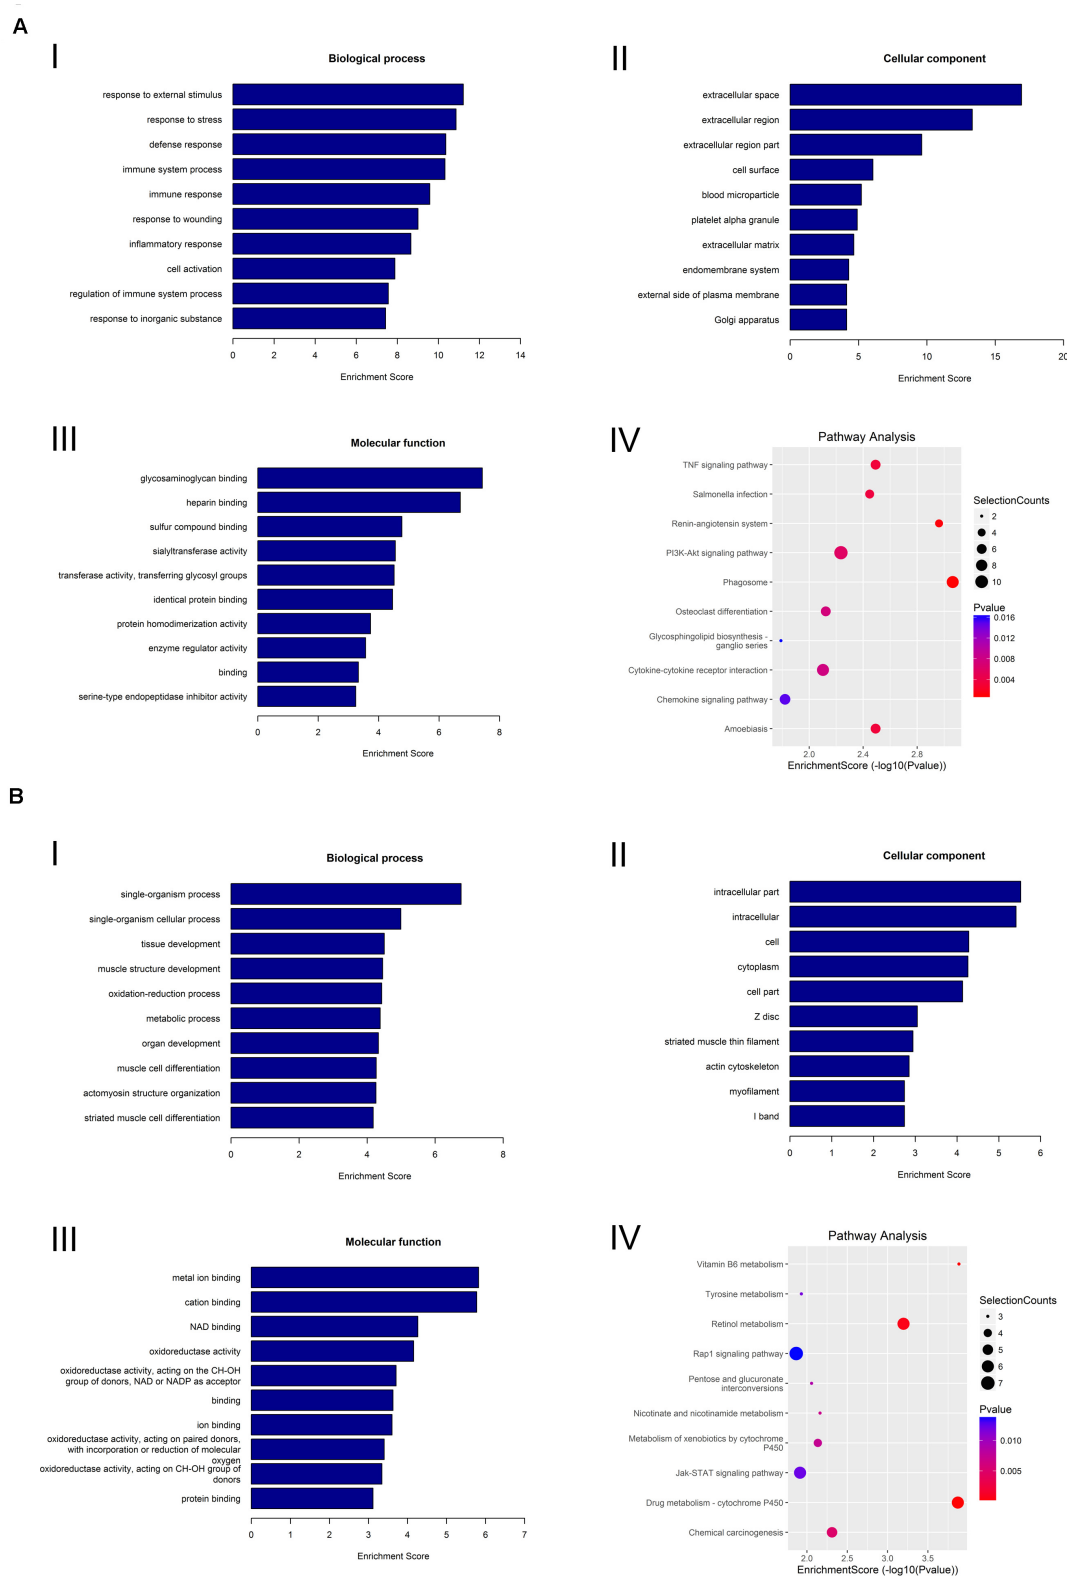 A
I
Biological process
response to external stimulus
response to stress
defense response
immune system process
immune response
response to wounding
inflammatory response
cell activation
regulation of immune system process
response to inorganic substance
0 2 4 6 8 10 12 14
Enrichment Score
II
Cellular component
extracellular space
extracellular region
extracellular region part
cell surface
blood microparticle
platelet alpha granule
extracellular matrix
endomembrane system
external side of plasma membrane
Golgi apparatus
0 5 10 15 20
Enrichment Score
III
Molecular function
glycosaminoglycan binding
heparin binding
sulfur compound binding
sialyltransferase activity
transferase activity, transferring glycosyl groups
identical protein binding
protein homodimerization activity
enzyme regulator activity
binding
serine-type endopeptidase inhibitor activity
0 2 4 6 8
Enrichment Score
IV
Pathway Analysis
TNF signaling pathway
Salmonella infection
Renin-angiotensin system
PI3K-Akt signaling pathway
Phagosome
Osteoclast differentiation
Glycosphingolipid biosynthesis -
ganglio series
Cytokine-cytokine receptor interaction
Chemokine signaling pathway
Amoebiasis
2.0 2.4 2.8
EnrichmentScore (-log10(Pvalue))
SelectionCounts
2
4
6
8
10
Pvalue
0.016
0.012
0.008
0.004
B
I
Biological process
single-organism process
single-organism cellular process
tissue development
muscle structure development
oxidation-reduction process
metabolic process
organ development
muscle cell differentiation
actomyosin structure organization
striated muscle cell differentiation
0 2 4 6 8
Enrichment Score
II
Cellular component
intracellular part
intracellular
cell
cytoplasm
cell part
Z disc
striated muscle thin filament
actin cytoskeleton
myofilament
I band
0 1 2 3 4 5 6
Enrichment Score
III
Molecular function
metal ion binding
cation binding
NAD binding
oxidoreductase activity
oxidoreductase activity, acting on the CH-OH
group of donors, NAD or NADP as acceptor
binding
ion binding
oxidoreductase activity, acting on paired donors,
with incorporation or reduction of molecular
oxygen
oxidoreductase activity, acting on CH-OH group of
donors
protein binding
0 1 2 3 4 5 6 7
Enrichment Score
IV
Pathway Analysis
Vitamin B6 metabolism
Tyrosine metabolism
Retinol metabolism
Rap1 signaling pathway
Pentose and glucuronate
interconversions
Nicotinate and nicotinamide metabolism
Metabolism of xenobiotics by cytochrome
P450
Jak-STAT signaling pathway
Drug metabolism - cytochrome P450
Chemical carcinogenesis
2.0 2.5 3.0 3.5
EnrichmentScore (-log10(Pvalue))
SelectionCounts
3
4
5
6
7
Pvalue
0.010
0.005